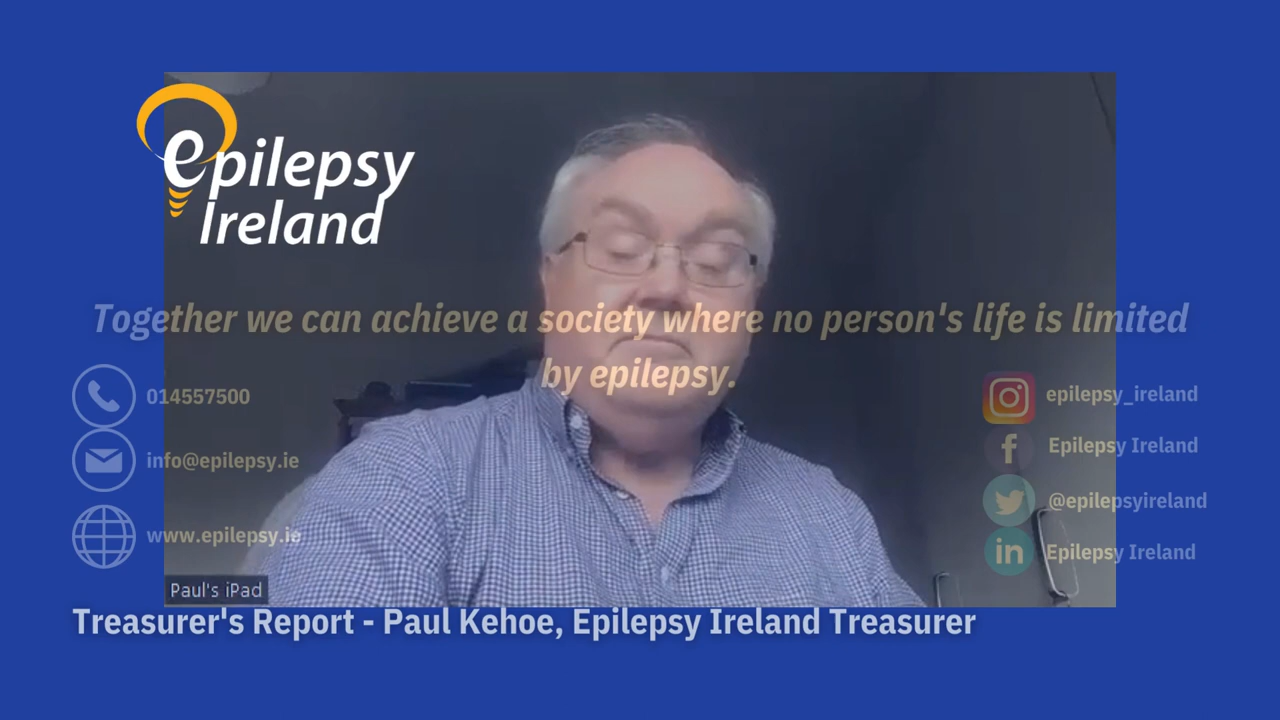 epilepsy
Ireland
Together we can achieve a society where no person's life is limited
by epilepsy.
014557500
info@epilepsy.ie
www.epilepsy.ie
epilepsy_ireland
Epilepsy Ireland
@epilepsyireland
in
Epilepsy Ireland
Paul's iPad
Treasurer's Report - Paul Kehoe, Epilepsy Ireland Treasurer